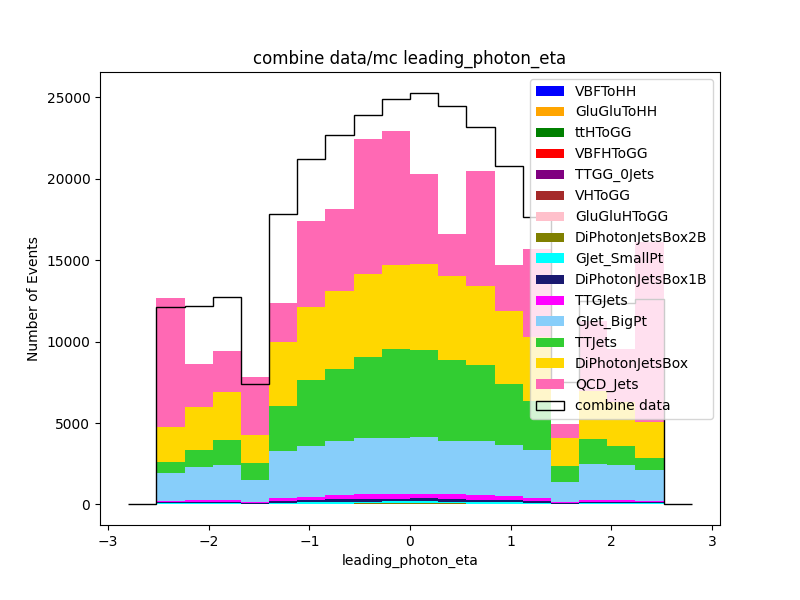 combine data/mc leading_photon_eta
Number of Events
25000
20000
15000
10000
5000
0
−3
−2
−1
0
1
2
3
leading_photon_eta
VBFToHH
GluGluToHH
ttHToGG
VBFHToGG
TTGG_0Jets
VHToGG
GluGluHToGG
DiPhotonJetsBox2B
GJet_SmallPt
DiPhotonJetsBox1B
TTGJets
GJet_BigPt
TTJets
DiPhotonJetsBox
QCD_Jets
combine data